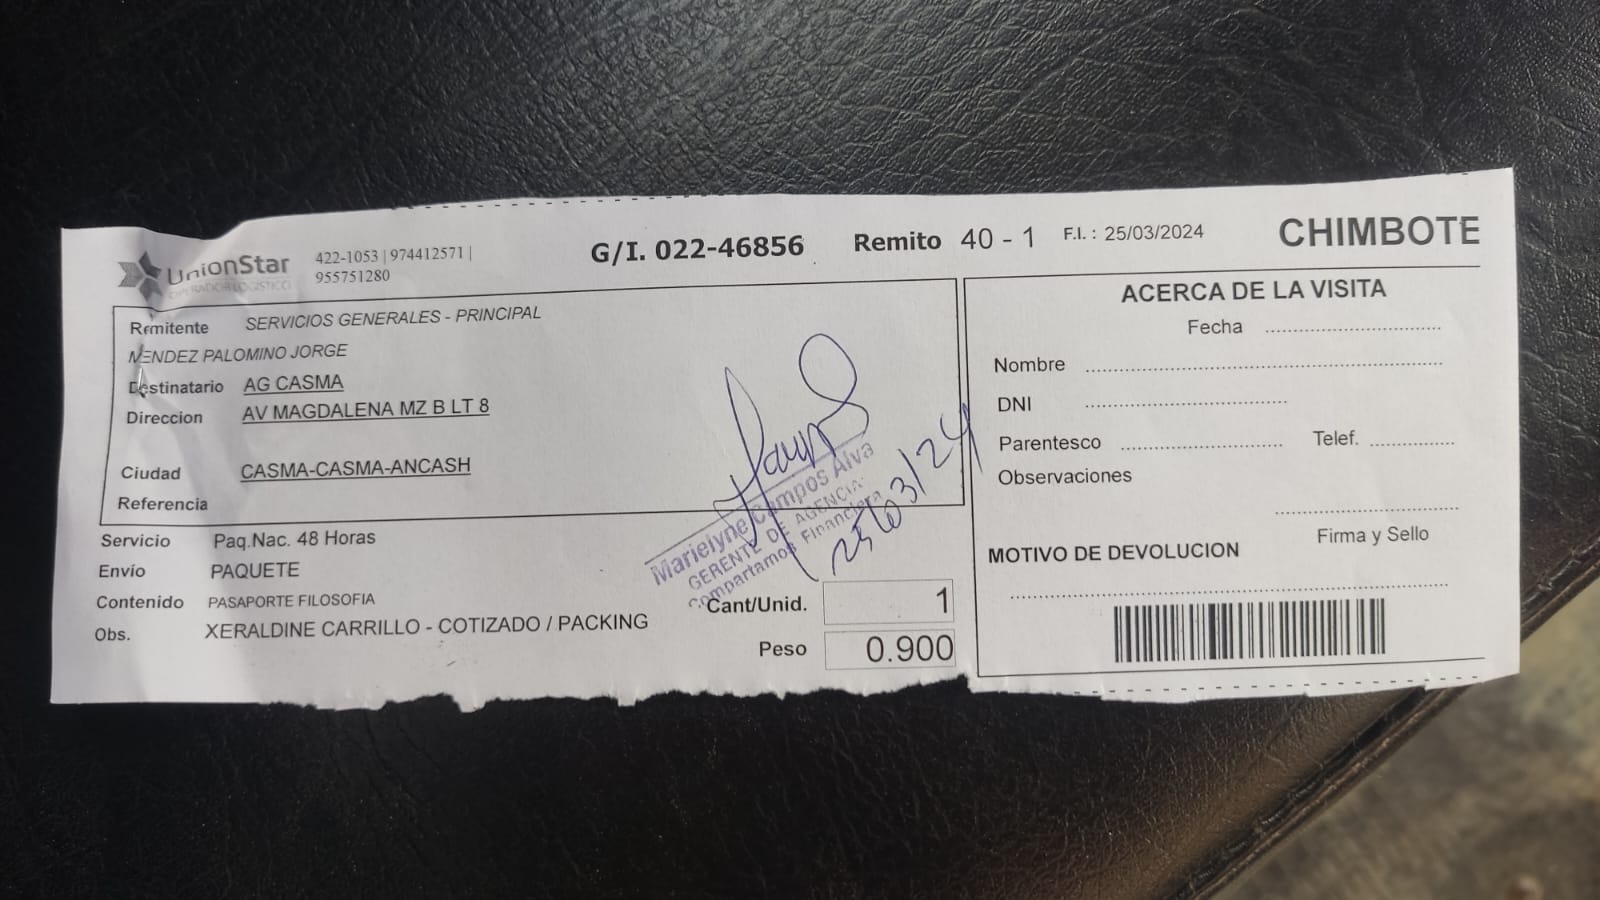 UnionStar
OPERADOR LOGISTICO
422-1053 | 974412571 |
955751280
G/I. 022-46856
Remito 40 - 1
F.I. : 25/03/2024
CHIMBOTE
Remitente SERVICIOS GENERALES - PRINCIPAL
MENDEZ PALOMINO JORGE
Destinatario AG CASMA
Direccion AV MAGDALENA MZ B LT 8
Ciudad CASMA-CASMA-ANCASH
Referencia
Marielyne Campos Alva
GERENTE DE AGENCIA
Compartamos Financiera
25/03/24
Servicio Paq.Nac. 48 Horas
Envío PAQUETE
Contenido PASAPORTE FILOSOFIA
Obs. XERALDINE CARRILLO - COTIZADO / PACKING
Cant/Unid. 1
Peso 0.900
ACERCA DE LA VISITA
Fecha
Nombre
DNI
Parentesco Telef.
Observaciones
Firma y Sello
MOTIVO DE DEVOLUCION